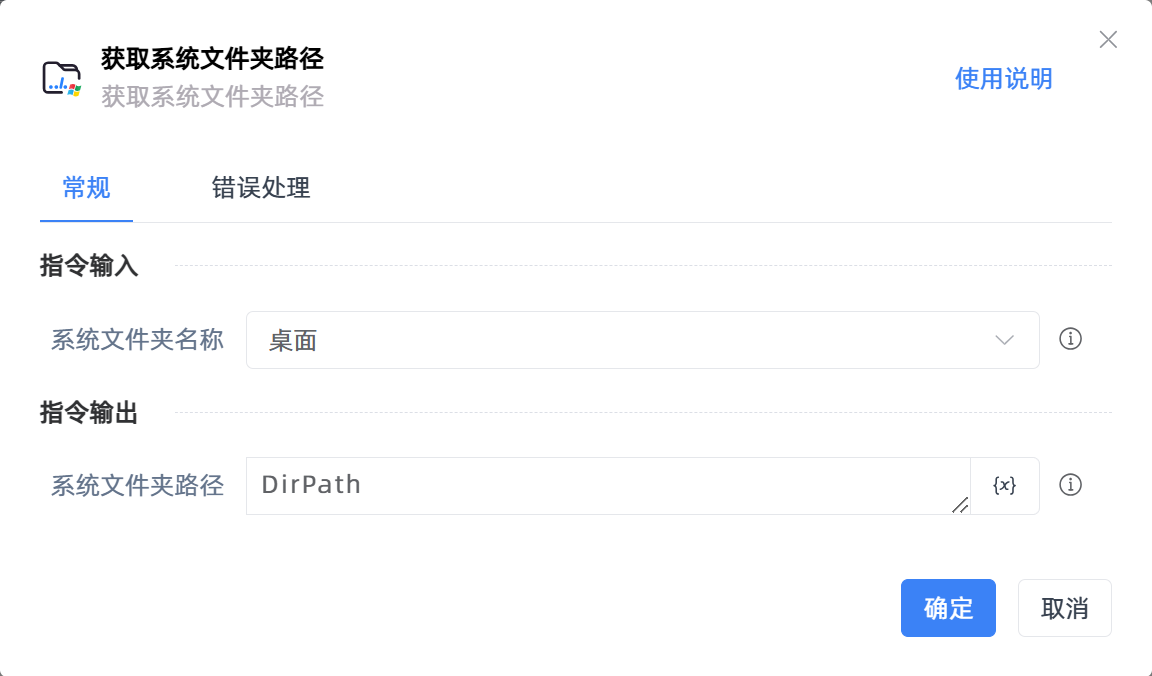 获取系统文件夹路径
获取系统文件夹路径
使用说明
常规
错误处理
指令输入
系统文件夹名称
桌面
指令输出
系统文件夹路径
DirPath
{x}
确定
取消